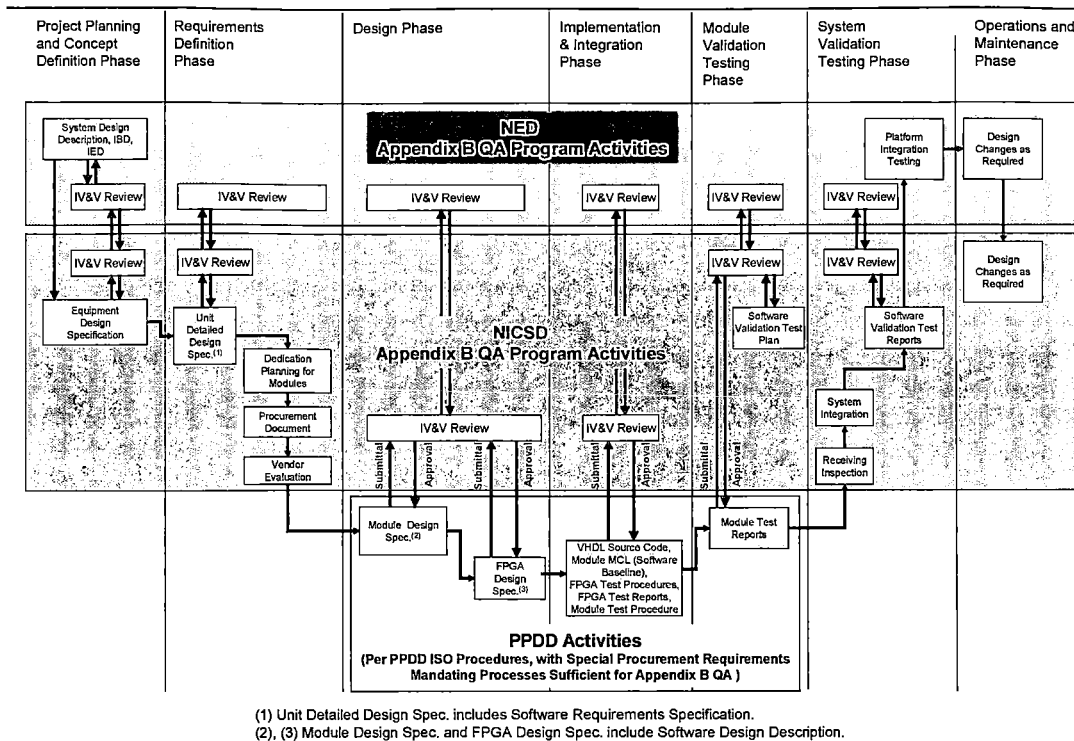 Project Planning
and Concept
Definition Phase
Requirements
Definition
Phase
Design Phase
Implementation
& Integration
Phase
Module
Validation
Testing
Phase
System
Validation
Testing Phase
Operations and
Maintenance
Phase
System Design
Description, IBD,
IED
NED
Appendix B QA Program Activities
Platform
Integration
Testing
Design
Changes as
Required
IV&V Review
IV&V Review
IV&V Review
IV&V Review
IV&V Review
IV&V Review
IV&V Review
IV&V Review
IV&V Review
IV&V Review
Design
Changes as
Required
Equipment
Design
Specification
Unit
Detailed
Design
Spec.(1)
NICSD
Appendix B QA Program Activities
Software
Validation Test
Plan
Software
Validation Test
Reports
Dedication
Planning for
Modules
Procurement
Document
Vendor
Evaluation
IV&V Review
IV&V Review
System
Integration
Receiving
Inspection
Submittal
Approval
Submittal
Approval
Submittal
Approval
Submittal
Approval
Module Design
Spec.(2)
FPGA
Design
Spec.(3)
VHDL Source Code,
Module MCL (Software
Baseline),
FPGA Test Procedures,
FPGA Test Reports,
Module Test Procedure
Module Test
Reports
PPDD Activities
(Per PPDD ISO Procedures, with Special Procurement Requirements
Mandating Processes Sufficient for Appendix B QA )
(1) Unit Detailed Design Spec. includes Software Requirements Specification.
(2), (3) Module Design Spec. and FPGA Design Spec. include Software Design Description.